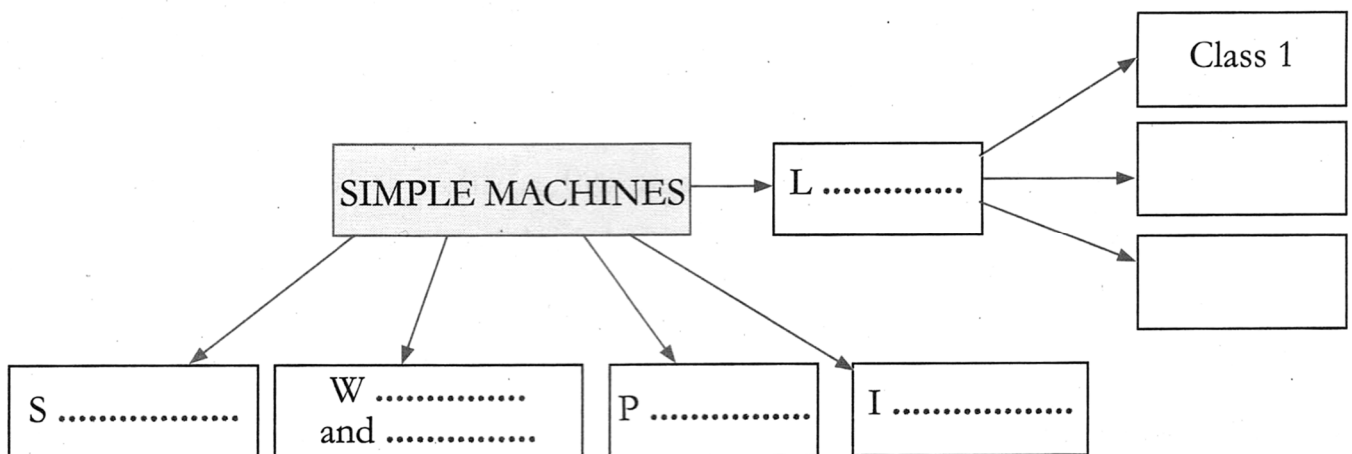 Class 1
SIMPLE MACHINES
L .............
S ..................
W ...............
and ...............
P ................
I ..................